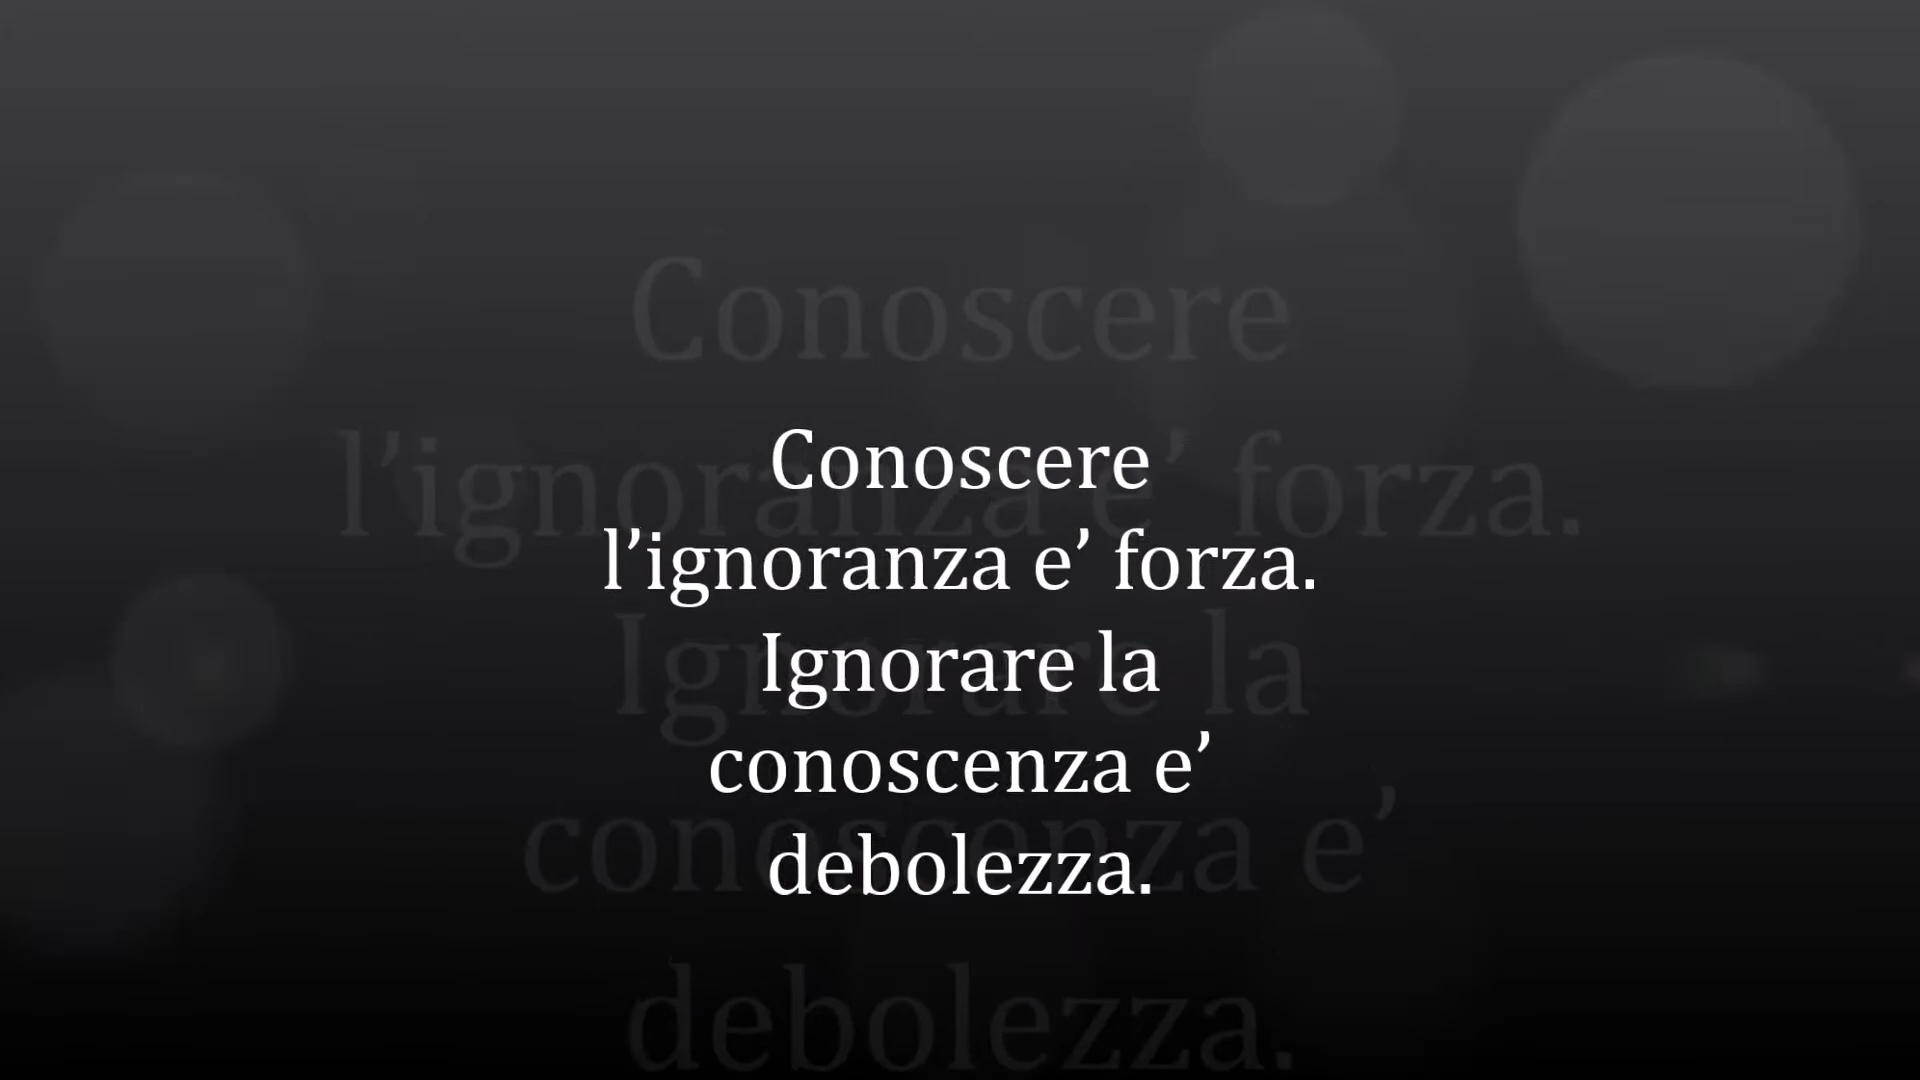 Conoscere
l’ignoranza e’ forza.
Ignorare la
conoscenza e’
debolezza.